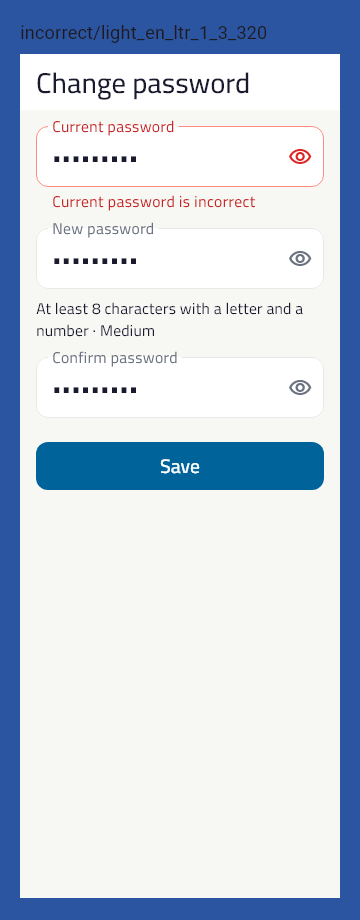 incorrect/light_en_ltr_1_3_320
Change password
Current password
▪▪▪▪▪▪▪▪▪
Current password is incorrect
New password
▪▪▪▪▪▪▪▪▪
At least 8 characters with a letter and a
number · Medium
Confirm password
▪▪▪▪▪▪▪▪▪
Save